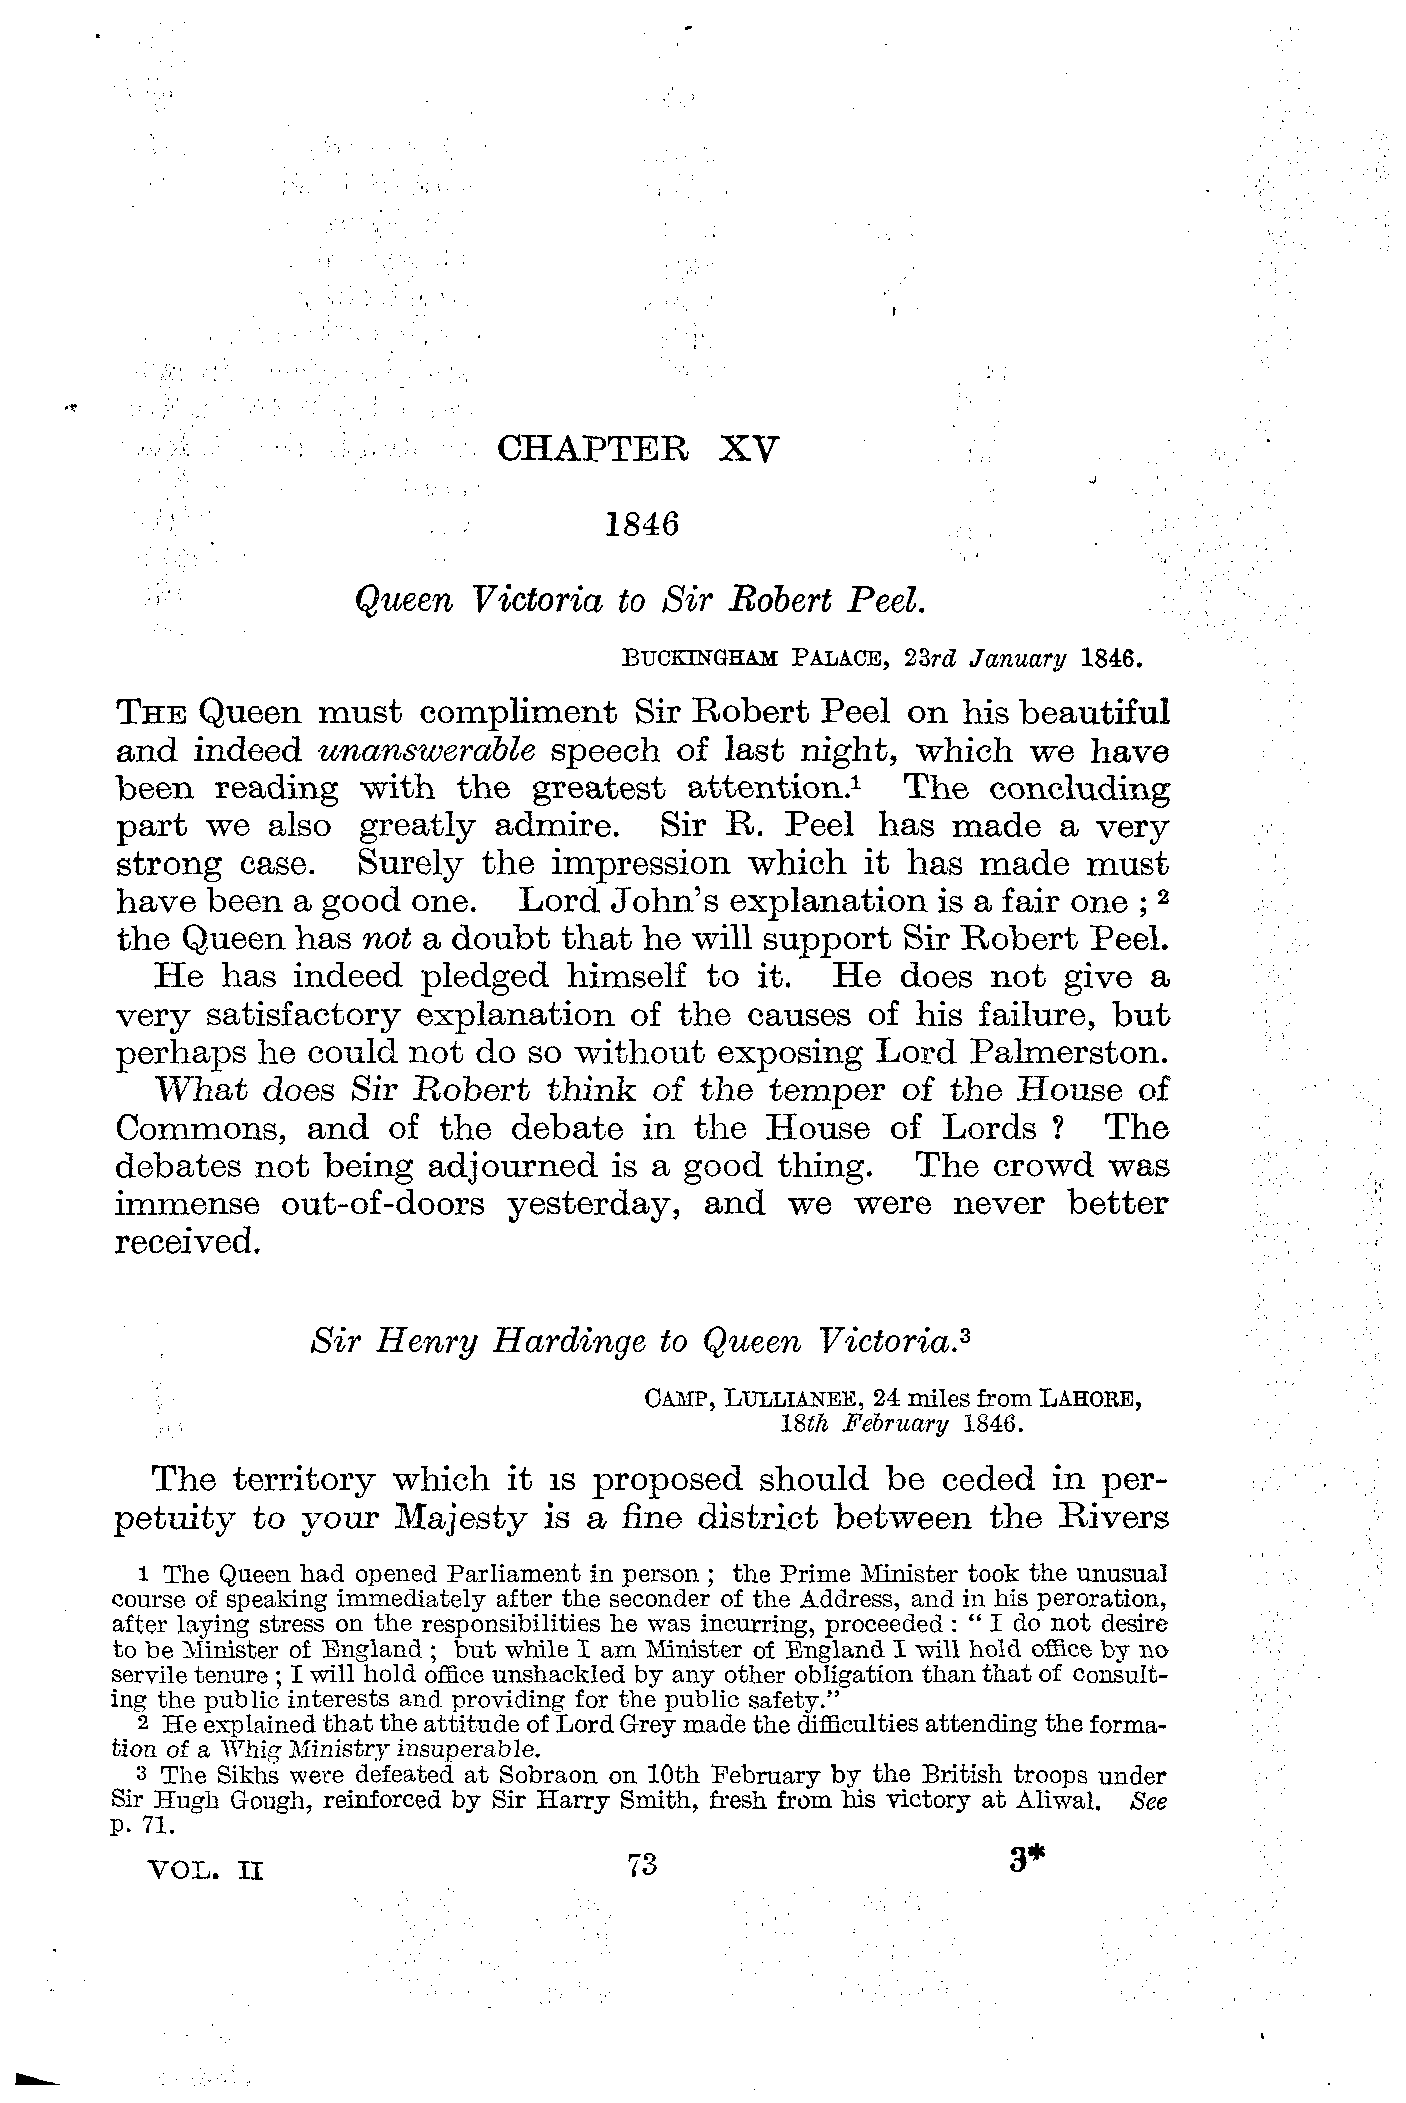 CHAPTER XV
1846
Queen Victoria to Sir Robert Peel.
BUCKINGHAM PALACE, 23rd January 1846.
THE Queen must compliment Sir Robert Peel on his beautiful
and indeed unanswerable speech of last night, which we have
been reading with the greatest attention.¹ The concluding
part we also greatly admire. Sir R. Peel has made a very
strong case. Surely the impression which it has made must
have been a good one. Lord John's explanation is a fair one ; ²
the Queen has not a doubt that he will support Sir Robert Peel.
He has indeed pledged himself to it. He does not give a
very satisfactory explanation of the causes of his failure, but
perhaps he could not do so without exposing Lord Palmerston.
What does Sir Robert think of the temper of the House of
Commons, and of the debate in the House of Lords ? The
debates not being adjourned is a good thing. The crowd was
immense out-of-doors yesterday, and we were never better
received.
Sir Henry Hardinge to Queen Victoria.³
CAMP, LULLIANEE, 24 miles from LAHORE,
18th February 1846.
The territory which it is proposed should be ceded in per-
petuity to your Majesty is a fine district between the Rivers
1 The Queen had opened Parliament in person ; the Prime Minister took the unusual
course of speaking immediately after the seconder of the Address, and in his peroration,
after laying stress on the responsibilities he was incurring, proceeded : " I do not desire
to be Minister of England ; but while I am Minister of England I will hold office by no
servile tenure ; I will hold office unshackled by any other obligation than that of consult-
ing the public interests and providing for the public safety."
2 He explained that the attitude of Lord Grey made the difficulties attending the forma-
tion of a Whig Ministry insuperable.
3 The Sikhs were defeated at Sobraon on 10th February by the British troops under
Sir Hugh Gough, reinforced by Sir Harry Smith, fresh from his victory at Aliwal. See
p. 71.
VOL. II 73 3*